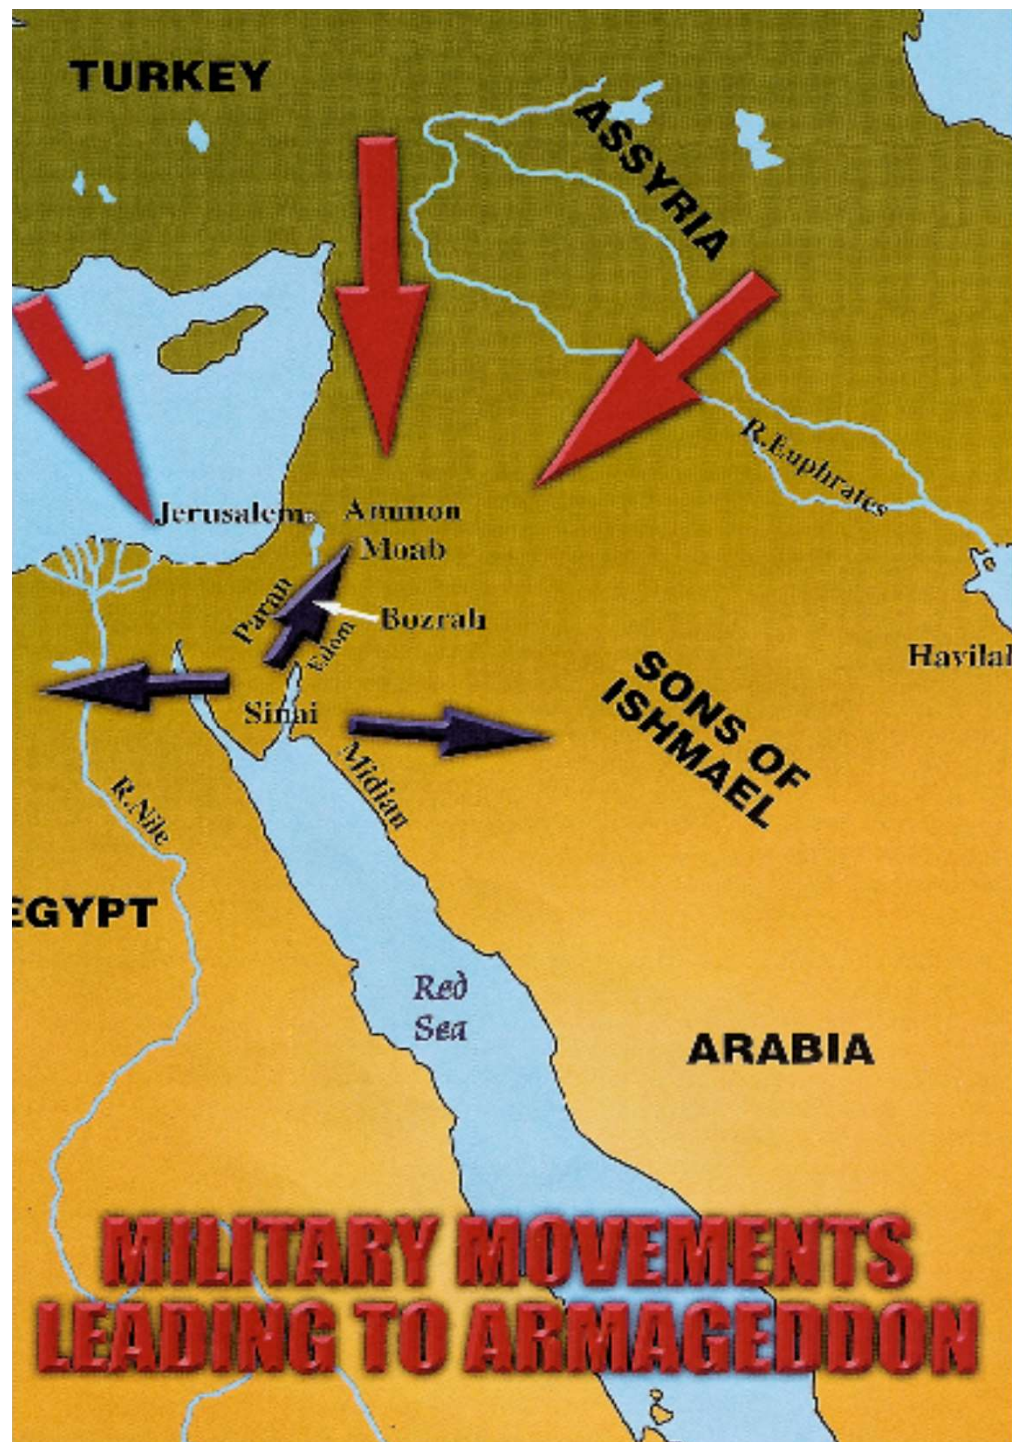 TURKEY
ASSYRIA
R.Euphrates
Jerusalem
Ammon
Moab
Paran
Bozrah
Edom
Havilal
SONS OF
ISHMAEL
Sinai
Midian
R.Nile
EGYPT
Red
Sea
ARABIA
MILITARY MOVEMENTS
LEADING TO ARMAGEDDON